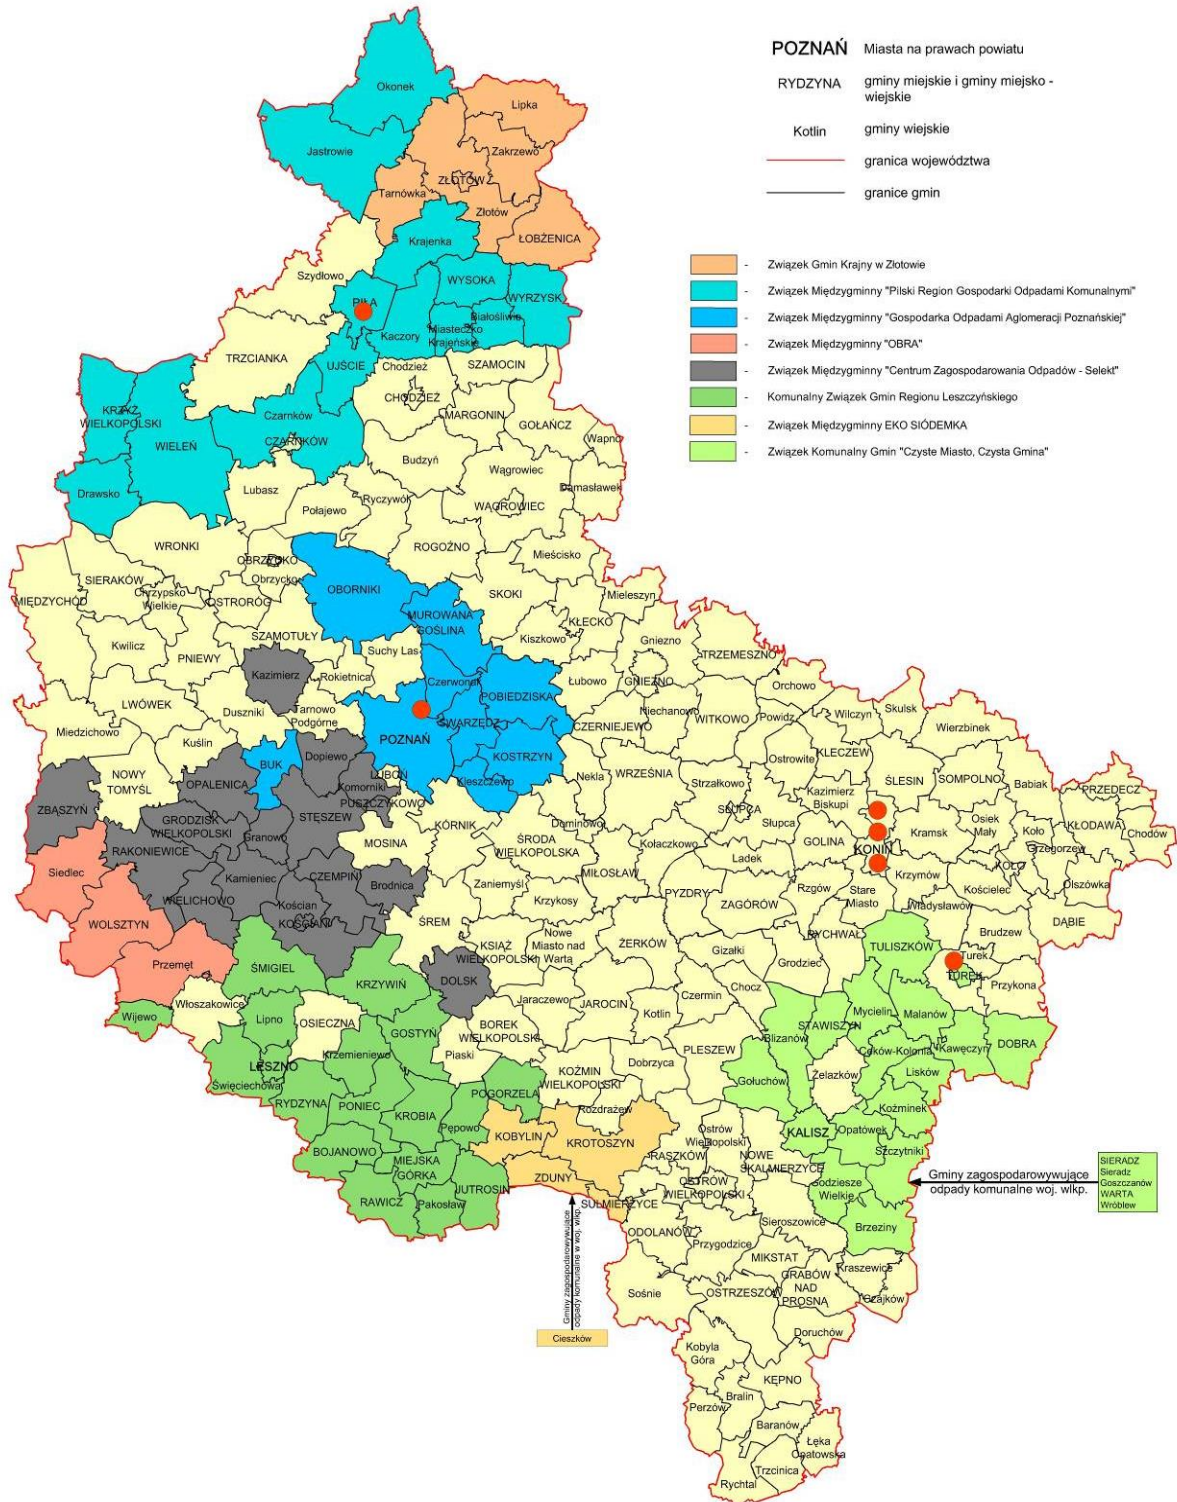 POZNAŃ Miasta na prawach powiatu
RYDZYNA gminy miejskie i gminy miejsko -
wiejskie
Kotlin gminy wiejskie
granica województwa
granice gmin
- Związek Gmin Krajny w Złotowie
- Związek Międzygminny "Pilski Region Gospodarki Odpadami Komunalnymi"
- Związek Międzygminny "Gospodarka Odpadami Aglomeracji Poznańskiej"
- Związek Międzygminny "OBRA"
- Związek Międzygminny "Centrum Zagospodarowania Odpadów - Selekt"
- Komunalny Związek Gmin Regionu Leszczyńskiego
- Związek Międzygminny EKO SIÓDEMKA
- Związek Komunalny Gmin "Czyste Miasto, Czysta Gmina"
Okonek
Lipka
Jastrowie
Zakrzewo
ZŁOTÓW
Tarnówka
Złotów
ŁOBŻENICA
Krajenka
Szydłowo
WYSOKA
PIŁA
WYRZYSK
Białośliwie
Miasteczko
Krajeńskie
Kaczory
TRZCIANKA
UJŚCIE
Chodzież
SZAMOCIN
CHODZIEŻ
KRZYŻ
WIELKOPOLSKI
Czarnków
MARGONIN
GOŁAŃCZ
WIELEŃ
CZARNKÓW
Wapno
Budzyń
Wągrowiec
Drawsko
Lubasz
Damasławek
Ryczywół
Połajewo
WĄGROWIEC
WRONKI
ROGOŹNO
Mieścisko
OBRZYCKO
SIERAKÓW
Obrzycko
OBORNIKI
MIĘDZYCHÓD
Chrzypsko
Wielkie
OSTRORÓG
SKOKI
Mieleszyn
MUROWANA
GOŚLINA
KŁECKO
SZAMOTUŁY
Kiszkowo
Gniezno
Kwilicz
PNIEWY
Suchy Las
TRZEMESZNO
Kazimierz
Rokietnica
Czerwonak
Łubowo
GNIEZNO
Orchowo
POBIEDZISKA
Niechanowo
LWÓWEK
Tarnowo
Podgórne
Duszniki
SWARZĘDZ
CZERNIEJEWO
WITKOWO
Powidz
Wilczyn
Skulsk
Wierzbinek
Miedzichowo
Kuślin
POZNAŃ
KOSTRZYN
KLECZEW
BUK
Dopiewo
Ostrowite
NOWY
TOMYŚL
OPALENICA
LUBOŃ
Komorniki
Kleszczewo
Nekla
WRZEŚNIA
Strzałkowo
ŚLESIN
SOMPOLNO
Babiak
PRZEDECZ
ZBĄSZYŃ
PUSZCZYKOWO
Kazimierz
Biskupi
GRODZISK
WIELKOPOLSKI
STĘSZEW
KÓRNIK
Dominowo
SŁUPCA
Słupca
Osiek
Mały
KŁODAWA
Kramsk
Koło
Chodów
Granowo
MOSINA
ŚRODA
WIELKOPOLSKA
Kołaczkowo
GOLINA
KONIN
Grzegorzew
RAKONIEWICE
KOŁO
Siedlec
Kamieniec
CZEMPIŃ
Brodnica
Zaniemyśl
MIŁOSŁAW
Lądek
Krzymów
Olszówka
WIELICHOWO
Kościan
Krzykosy
PYZDRY
ZAGÓRÓW
Rzgów
Stare
Miasto
Kościelec
KOŚCIAN
Władysławów
DĄBIE
WOLSZTYN
ŚREM
Nowe
Miasto nad
Wartą
RYCHWAŁ
Brudzew
KSIĄŻ
WIELKOPOLSKI
ŻERKÓW
Gizałki
TULISZKÓW
Przemęt
ŚMIGIEL
Grodziec
Turek
TUREK
KRZYWIŃ
DOLSK
Przykona
Włoszakowice
Jaraczewo
JAROCIN
Czermin
Chocz
Mycielin
Malanów
Wijewo
Lipno
OSIECZNA
Kotlin
STAWISZYN
GOSTYŃ
BOREK
WIELKOPOLSKI
Blizanów
Kawęczyn
DOBRA
Krzemieniewo
Piaski
PLESZEW
Ceków-Kolonia
LESZNO
Dobrzyca
Lisków
Święciechowa
KOŹMIN
WIELKOPOLSKI
Gołuchów
Żelazków
RYDZYNA
PONIEC
POGORZELA
Rozdrażew
Koźminek
KROBIA
Pępowo
KOBYLIN
KROTOSZYN
Ostrów
Wielkopolski
KALISZ
Opatówek
BOJANOWO
Szczytniki
MIEJSKA
GÓRKA
RASZKÓW
NOWE
SKALMIERZYCE
ZDUNY
JUTROSIN
OSTRÓW
WIELKOPOLSKI
Godziesze
Wielkie
RAWICZ
Pakosław
SULMIERZYCE
Gminy zagospodarowywujące
odpady komunalne woj. wlkp.
SIERADZ
Sieradz
Goszczanów
WARTA
Wróblew
Brzeziny
Sieroszowice
ODOLANÓW
Przygodzice
MIKSTAT
Gminy zagospodarowywujące
odpady komunalne w woj. wlkp.
Cieszków
Kraszewice
GRABÓW
NAD
PROSNĄ
Czajków
Sośnie
OSTRZESZÓW
Doruchów
Kobyla
Góra
KĘPNO
Bralin
Perzów
Baranów
Łęka
Opatowska
Trzcinica
Rychtal